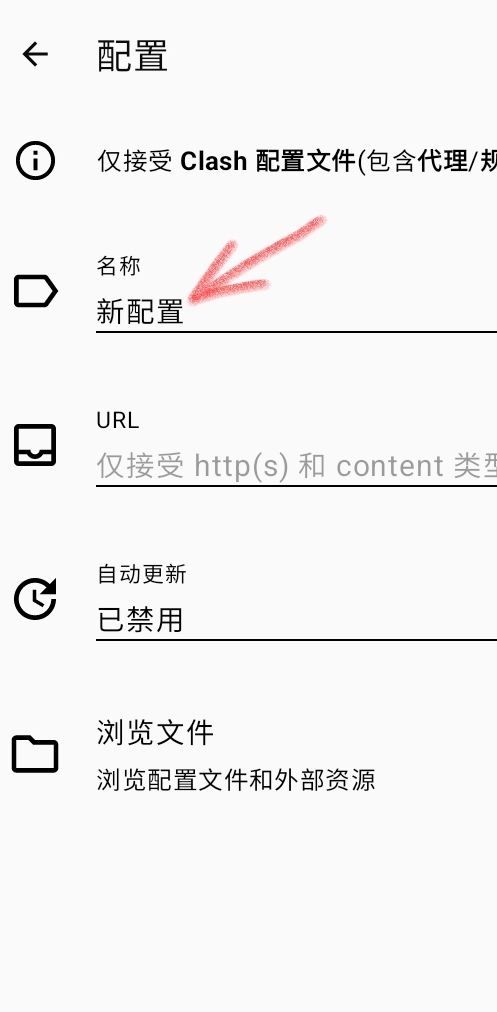 配置
仅接受 Clash 配置文件(包含代理/规
名称
新配置
URL
仅接受 http(s) 和 content 类型
自动更新
已禁用
浏览文件
浏览配置文件和外部资源